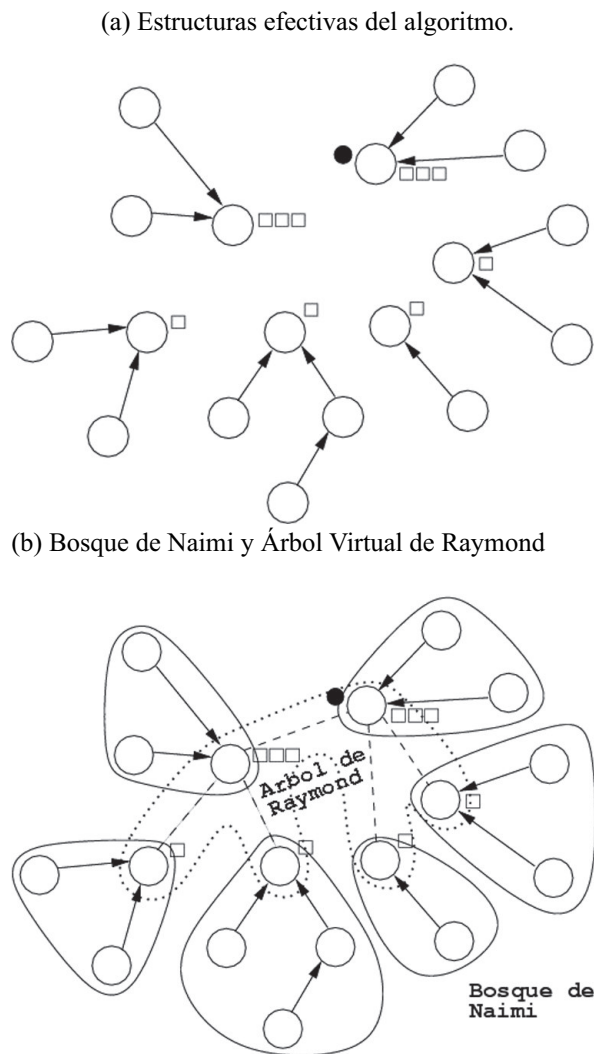 (a) Estructuras efectivas del algoritmo.
(b) Bosque de Naimi y Árbol Virtual de Raymond
Arbol de
Raymond
Bosque de
Naimi